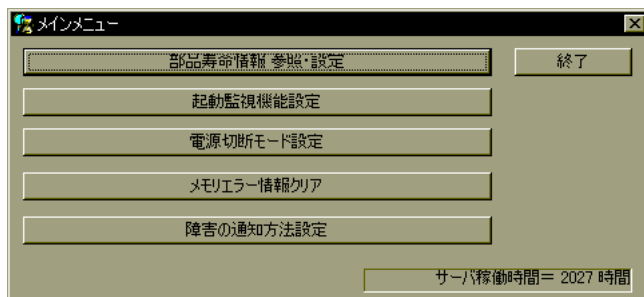 メインメニュー
部品寿命情報 参照・設定
終了
起動監視機能設定
電源切断モード設定
メモリエラー情報クリア
障害の通知方法設定
サーバ稼働時間＝ 2027 時間